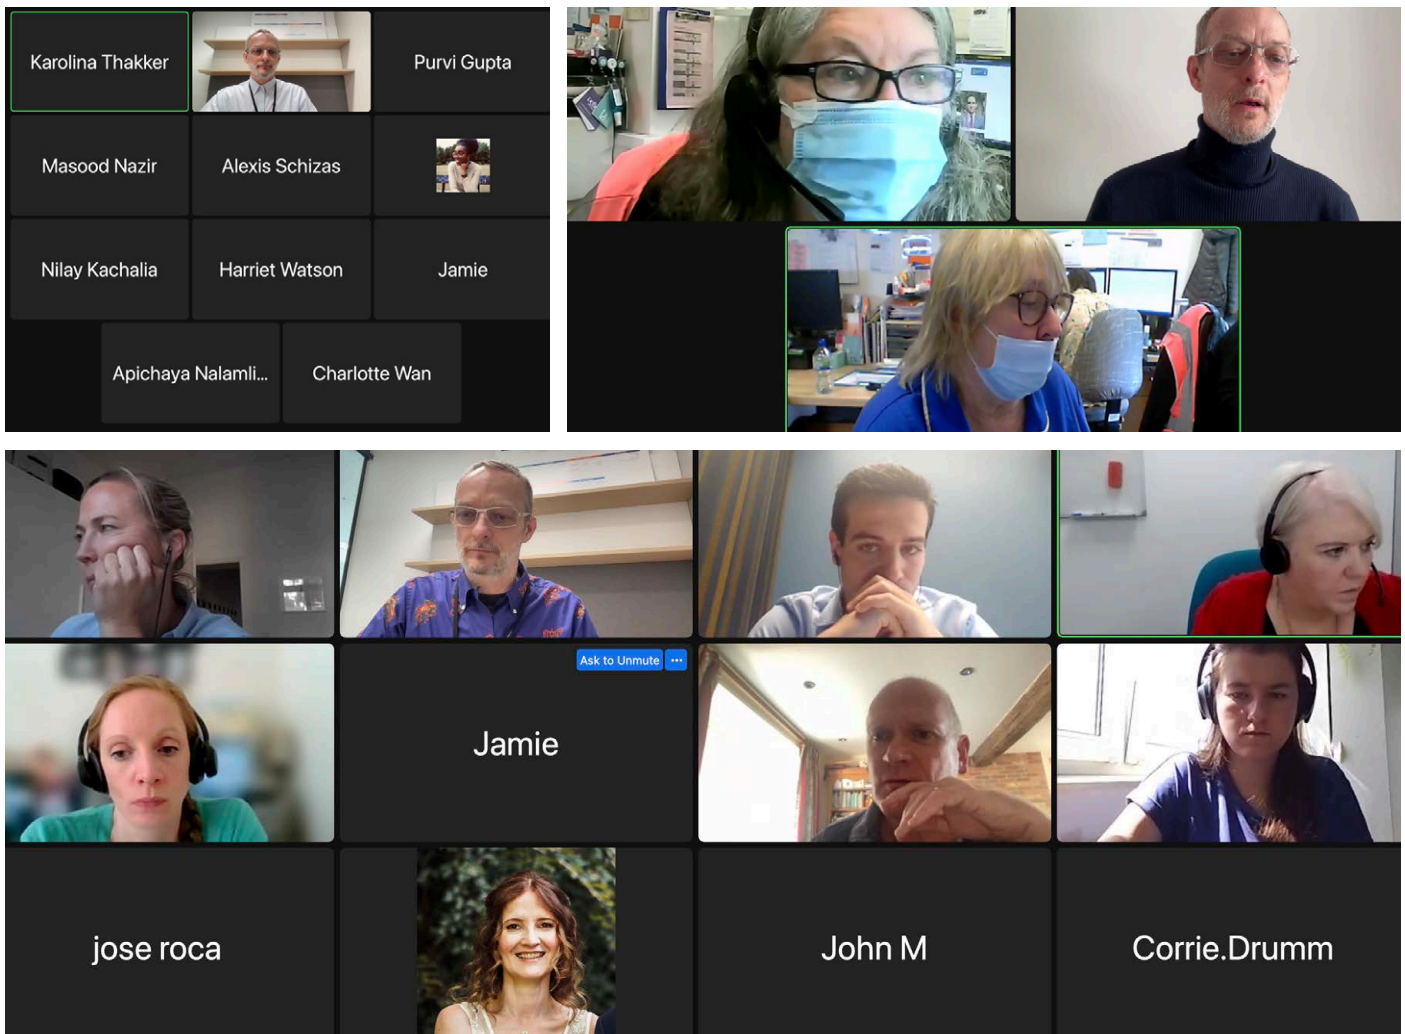 Karolina Thakker
Purvi Gupta
Masood Nazir
Alexis Schizas
Nilay Kachalia
Harriet Watson
Jamie
Apichaya Nalamli...
Charlotte Wan
Ask to Unmute
Jamie
jose roca
John M
Corrie.Drumm